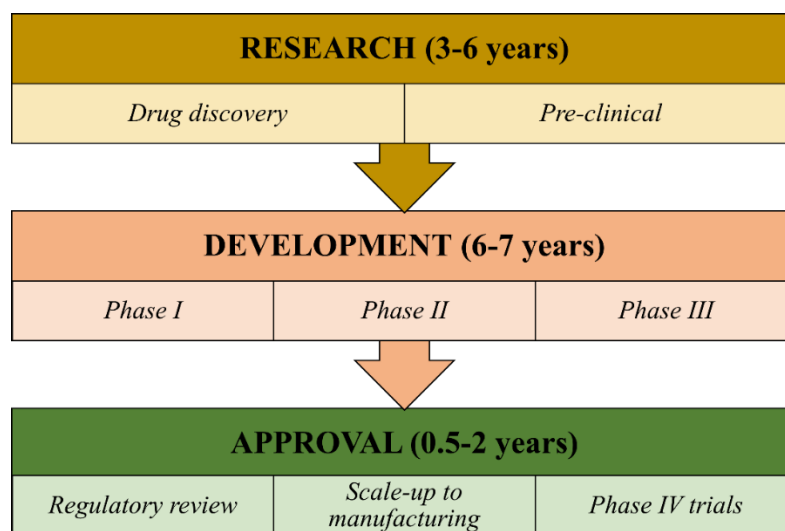 RESEARCH (3-6 years)
Drug discovery
Pre-clinical
DEVELOPMENT (6-7 years)
Phase I
Phase II
Phase III
APPROVAL (0.5-2 years)
Regulatory review
Scale-up to
manufacturing
Phase IV trials